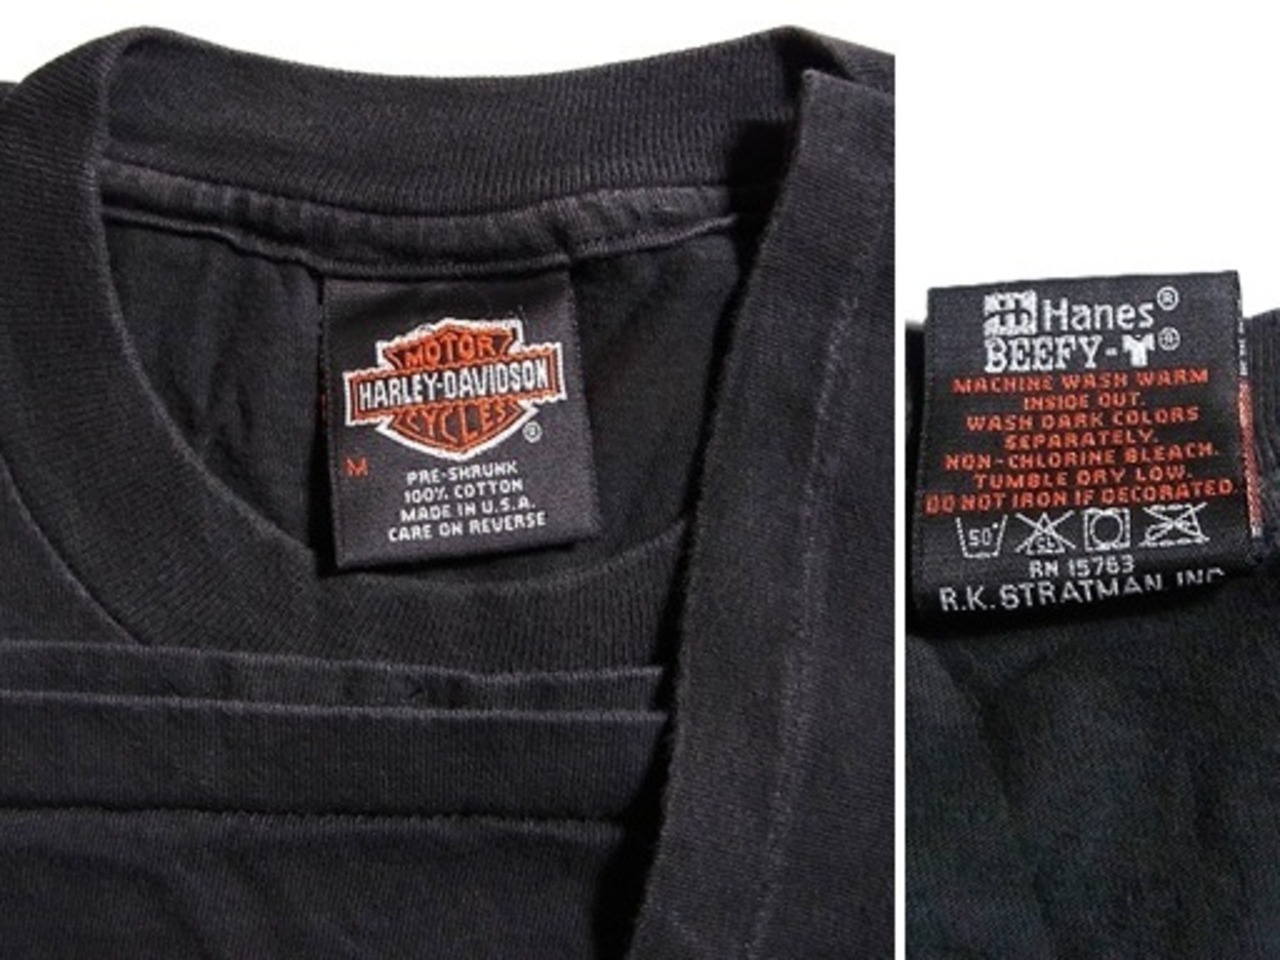 MOTOR
HARLEY-DAVIDSON
CYCLES®
M
PRE-SHRUNK
100% COTTON
MADE IN U.S.A.
CARE ON REVERSE
Hanes®
BEEFY-T®
MACHINE WASH WARM
INSIDE OUT.
WASH DARK COLORS
SEPARATELY.
NON-CHLORINE BLEACH.
TUMBLE DRY LOW.
DO NOT IRON IF DECORATED.
50°
RN 15763
R.K. STRATMAN, INC